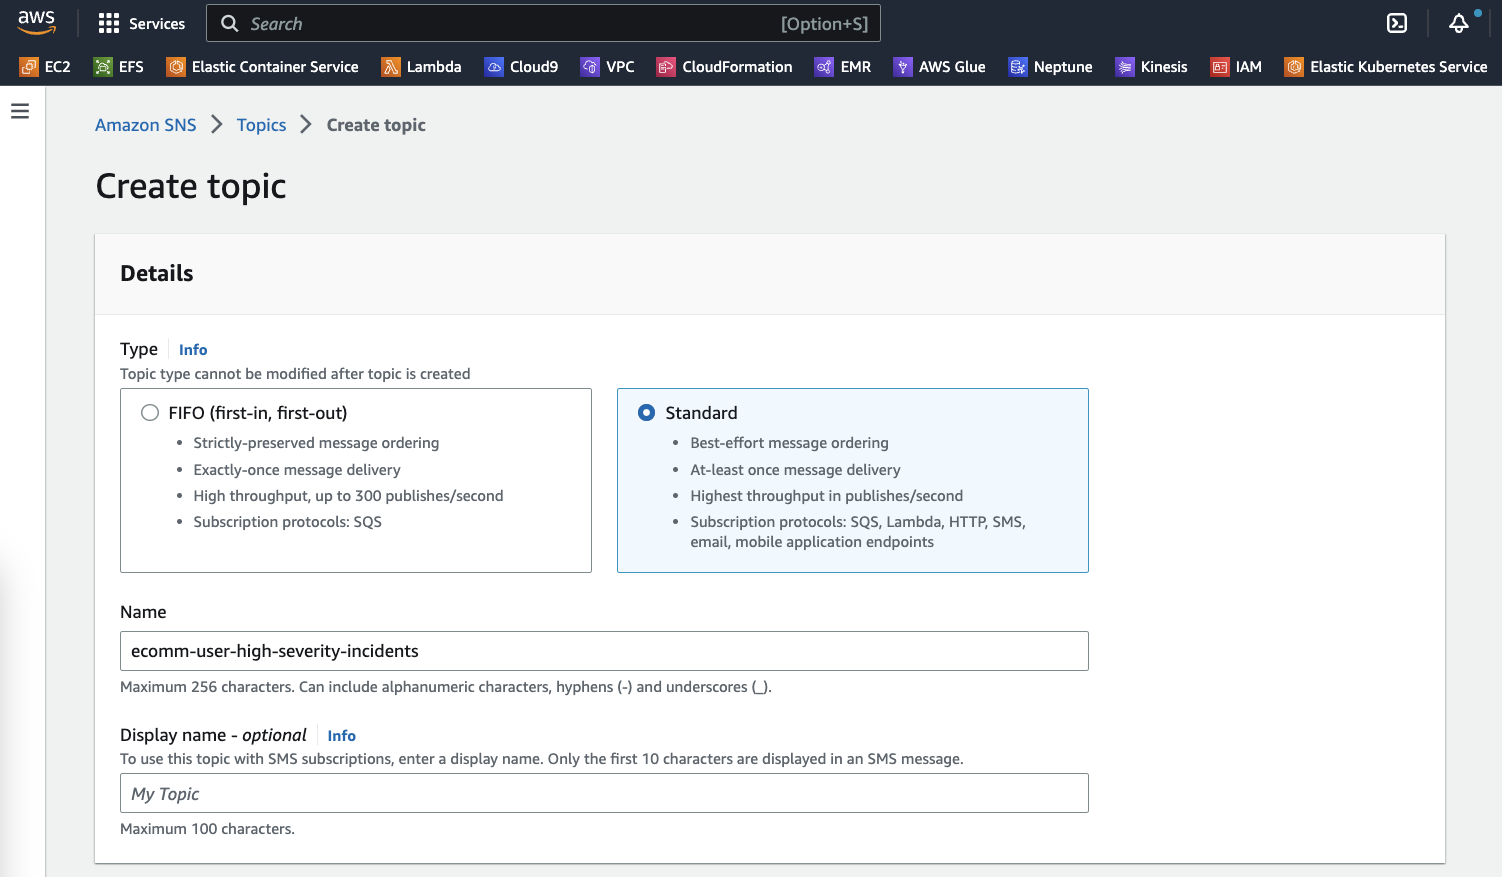 aws
Services
Search
[Option+S]
EC2
EFS
Elastic Container Service
Lambda
Cloud9
VPC
CloudFormation
EMR
AWS Glue
Neptune
Kinesis
IAM
Elastic Kubernetes Service
Amazon SNS > Topics > Create topic
Create topic
Details
Type
Info
Topic type cannot be modified after topic is created
FIFO (first-in, first-out)
• Strictly-preserved message ordering
• Exactly-once message delivery
• High throughput, up to 300 publishes/second
• Subscription protocols: SQS
Standard
• Best-effort message ordering
• At-least once message delivery
• Highest throughput in publishes/second
• Subscription protocols: SQS, Lambda, HTTP, SMS,
email, mobile application endpoints
Name
ecomm-user-high-severity-incidents
Maximum 256 characters. Can include alphanumeric characters, hyphens (-) and underscores (_).
Display name - optional
Info
To use this topic with SMS subscriptions, enter a display name. Only the first 10 characters are displayed in an SMS message.
My Topic
Maximum 100 characters.